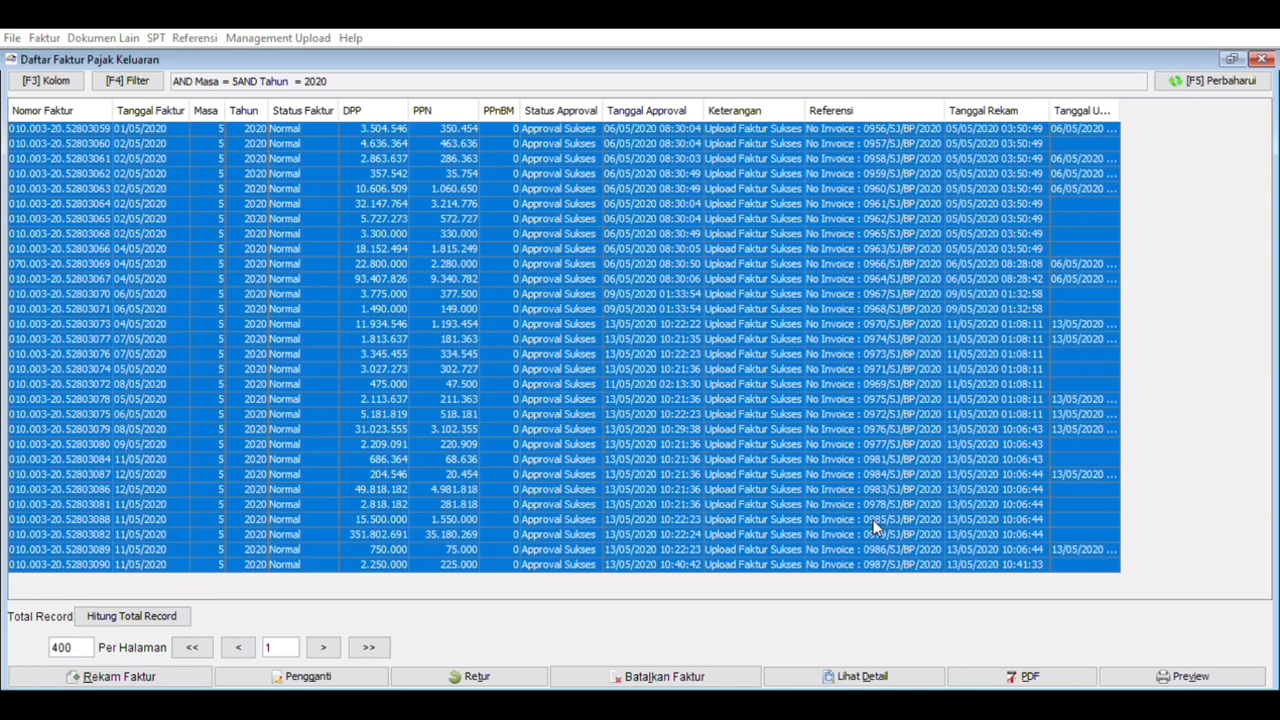 File Faktur Dokumen Lain SPT Referensi Management Upload Help
Daftar Faktur Pajak Keluaran
[F3] Kolom [F4] Filter AND Masa = 5AND Tahun = 2020 [F5] Perbaharui
Nomor Faktur Tanggal Faktur Masa Tahun Status Faktur DPP PPN PPnBM Status Approval Tanggal Approval Keterangan Referensi Tanggal Rekam Tanggal U...
010.003-20.52803059 01/05/2020 5 2020 Normal 3.504.546 350.454 0 Approval Sukses 06/05/2020 08:30:04 Upload Faktur Sukses No Invoice : 0956/SJ/BP/2020 05/05/2020 03:50:49 06/05/2020 ...
010.003-20.52803060 02/05/2020 5 2020 Normal 4.636.364 463.636 0 Approval Sukses 06/05/2020 08:30:04 Upload Faktur Sukses No Invoice : 0957/SJ/BP/2020 05/05/2020 03:50:49
010.003-20.52803061 02/05/2020 5 2020 Normal 2.863.637 286.363 0 Approval Sukses 06/05/2020 08:30:03 Upload Faktur Sukses No Invoice : 0958/SJ/BP/2020 05/05/2020 03:50:49 06/05/2020 ...
010.003-20.52803062 02/05/2020 5 2020 Normal 357.542 35.754 0 Approval Sukses 06/05/2020 08:30:49 Upload Faktur Sukses No Invoice : 0959/SJ/BP/2020 05/05/2020 03:50:49 06/05/2020 ...
010.003-20.52803063 02/05/2020 5 2020 Normal 10.606.509 1.060.650 0 Approval Sukses 06/05/2020 08:30:49 Upload Faktur Sukses No Invoice : 0960/SJ/BP/2020 05/05/2020 03:50:49 06/05/2020 ...
010.003-20.52803064 02/05/2020 5 2020 Normal 32.147.764 3.214.776 0 Approval Sukses 06/05/2020 08:30:04 Upload Faktur Sukses No Invoice : 0961/SJ/BP/2020 05/05/2020 03:50:49
010.003-20.52803065 02/05/2020 5 2020 Normal 5.727.273 572.727 0 Approval Sukses 06/05/2020 08:30:04 Upload Faktur Sukses No Invoice : 0962/SJ/BP/2020 05/05/2020 03:50:49
010.003-20.52803068 02/05/2020 5 2020 Normal 3.300.000 330.000 0 Approval Sukses 06/05/2020 08:30:49 Upload Faktur Sukses No Invoice : 0965/SJ/BP/2020 05/05/2020 03:50:49
010.003-20.52803066 02/05/2020 5 2020 Normal 18.152.494 1.815.249 0 Approval Sukses 06/05/2020 08:30:05 Upload Faktur Sukses No Invoice : 0963/SJ/BP/2020 05/05/2020 03:50:49
070.003-20.52803069 04/05/2020 5 2020 Normal 22.800.000 2.280.000 0 Approval Sukses 06/05/2020 08:30:50 Upload Faktur Sukses No Invoice : 0966/SJ/BP/2020 06/05/2020 08:28:08 06/05/2020 ...
010.003-20.52803067 04/05/2020 5 2020 Normal 93.407.826 9.340.782 0 Approval Sukses 06/05/2020 08:30:06 Upload Faktur Sukses No Invoice : 0964/SJ/BP/2020 06/05/2020 08:28:42 06/05/2020 ...
010.003-20.52803070 06/05/2020 5 2020 Normal 3.775.000 377.500 0 Approval Sukses 09/05/2020 01:33:54 Upload Faktur Sukses No Invoice : 0967/SJ/BP/2020 09/05/2020 01:32:58
010.003-20.52803071 06/05/2020 5 2020 Normal 1.490.000 149.000 0 Approval Sukses 09/05/2020 01:33:54 Upload Faktur Sukses No Invoice : 0968/SJ/BP/2020 09/05/2020 01:32:58
010.003-20.52803073 04/05/2020 5 2020 Normal 11.934.546 1.193.454 0 Approval Sukses 13/05/2020 10:22:22 Upload Faktur Sukses No Invoice : 0970/SJ/BP/2020 11/05/2020 01:08:11 13/05/2020 ...
010.003-20.52803077 07/05/2020 5 2020 Normal 1.813.637 181.363 0 Approval Sukses 13/05/2020 10:21:35 Upload Faktur Sukses No Invoice : 0974/SJ/BP/2020 11/05/2020 01:08:11 13/05/2020 ...
010.003-20.52803076 07/05/2020 5 2020 Normal 3.345.455 334.545 0 Approval Sukses 13/05/2020 10:22:23 Upload Faktur Sukses No Invoice : 0973/SJ/BP/2020 11/05/2020 01:08:11
010.003-20.52803074 05/05/2020 5 2020 Normal 3.027.273 302.727 0 Approval Sukses 13/05/2020 10:21:36 Upload Faktur Sukses No Invoice : 0971/SJ/BP/2020 11/05/2020 01:08:11
010.003-20.52803072 08/05/2020 5 2020 Normal 475.000 47.500 0 Approval Sukses 11/05/2020 02:13:30 Upload Faktur Sukses No Invoice : 0969/SJ/BP/2020 11/05/2020 01:08:11
010.003-20.52803078 05/05/2020 5 2020 Normal 2.113.637 211.363 0 Approval Sukses 13/05/2020 10:21:36 Upload Faktur Sukses No Invoice : 0975/SJ/BP/2020 11/05/2020 01:08:11 13/05/2020 ...
010.003-20.52803075 06/05/2020 5 2020 Normal 5.181.819 518.181 0 Approval Sukses 13/05/2020 10:22:23 Upload Faktur Sukses No Invoice : 0972/SJ/BP/2020 11/05/2020 01:08:11 13/05/2020 ...
010.003-20.52803079 08/05/2020 5 2020 Normal 31.023.555 3.102.355 0 Approval Sukses 13/05/2020 10:29:38 Upload Faktur Sukses No Invoice : 0976/SJ/BP/2020 13/05/2020 10:06:43 13/05/2020 ...
010.003-20.52803080 09/05/2020 5 2020 Normal 2.209.091 220.909 0 Approval Sukses 13/05/2020 10:21:36 Upload Faktur Sukses No Invoice : 0977/SJ/BP/2020 13/05/2020 10:06:43
010.003-20.52803084 11/05/2020 5 2020 Normal 686.364 68.636 0 Approval Sukses 13/05/2020 10:21:36 Upload Faktur Sukses No Invoice : 0981/SJ/BP/2020 13/05/2020 10:06:43
010.003-20.52803087 12/05/2020 5 2020 Normal 204.546 20.454 0 Approval Sukses 13/05/2020 10:21:36 Upload Faktur Sukses No Invoice : 0984/SJ/BP/2020 13/05/2020 10:06:44 13/05/2020 ...
010.003-20.52803086 12/05/2020 5 2020 Normal 49.818.182 4.981.818 0 Approval Sukses 13/05/2020 10:21:36 Upload Faktur Sukses No Invoice : 0983/SJ/BP/2020 13/05/2020 10:06:44
010.003-20.52803081 11/05/2020 5 2020 Normal 2.818.182 281.818 0 Approval Sukses 13/05/2020 10:21:36 Upload Faktur Sukses No Invoice : 0978/SJ/BP/2020 13/05/2020 10:06:44
010.003-20.52803088 11/05/2020 5 2020 Normal 15.500.000 1.550.000 0 Approval Sukses 13/05/2020 10:22:23 Upload Faktur Sukses No Invoice : 0985/SJ/BP/2020 13/05/2020 10:06:44
010.003-20.52803082 11/05/2020 5 2020 Normal 351.802.691 35.180.269 0 Approval Sukses 13/05/2020 10:22:24 Upload Faktur Sukses No Invoice : 13/05/2020 10:06:44
010.003-20.52803089 11/05/2020 5 2020 Normal 750.000 75.000 0 Approval Sukses 13/05/2020 10:22:23 Upload Faktur Sukses No Invoice : 0986/SJ/BP/2020 13/05/2020 10:06:44 13/05/2020 ...
010.003-20.52803090 11/05/2020 5 2020 Normal 2.250.000 225.000 0 Approval Sukses 13/05/2020 10:40:42 Upload Faktur Sukses No Invoice : 0987/SJ/BP/2020 13/05/2020 10:41:33
Total Record Hitung Total Record
400 Per Halaman << < 1 > >>
Rekam Faktur Pengganti Retur Batalkan Faktur Lihat Detail PDF Preview